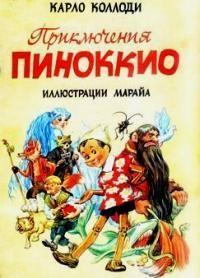 КАРЛО КОЛЛОДИ
Приключения
ПИНОККИО
ИЛЛЮСТРАЦИИ МАРАЙА